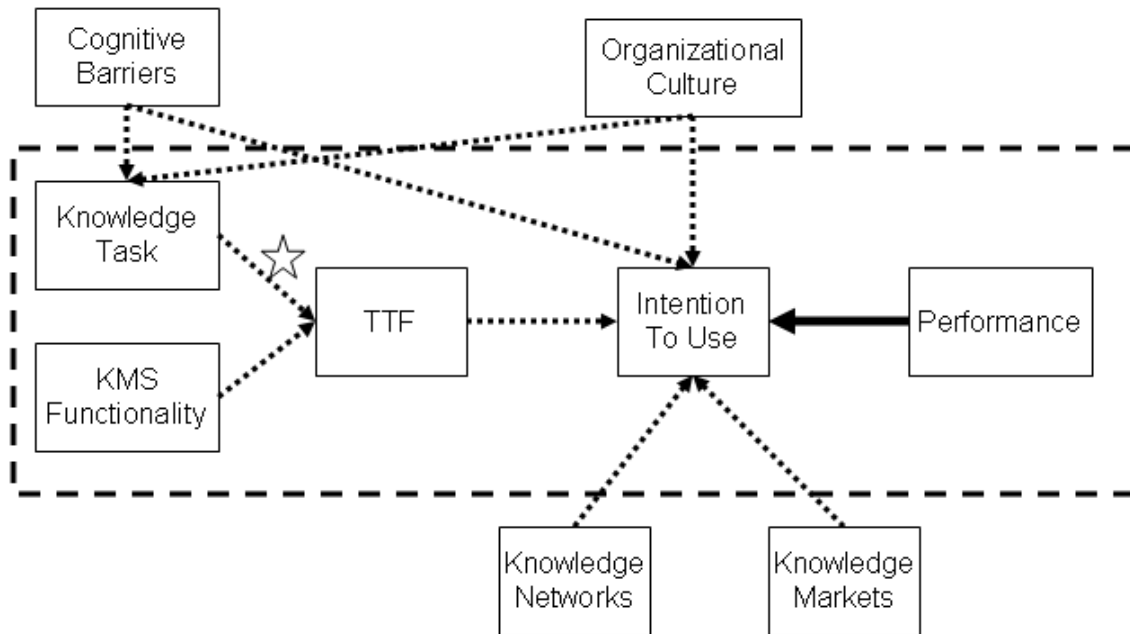 Cognitive
Barriers
Organizational
Culture
Knowledge
Task
TTF
Intention
To Use
Performance
KMS
Functionality
Knowledge
Networks
Knowledge
Markets